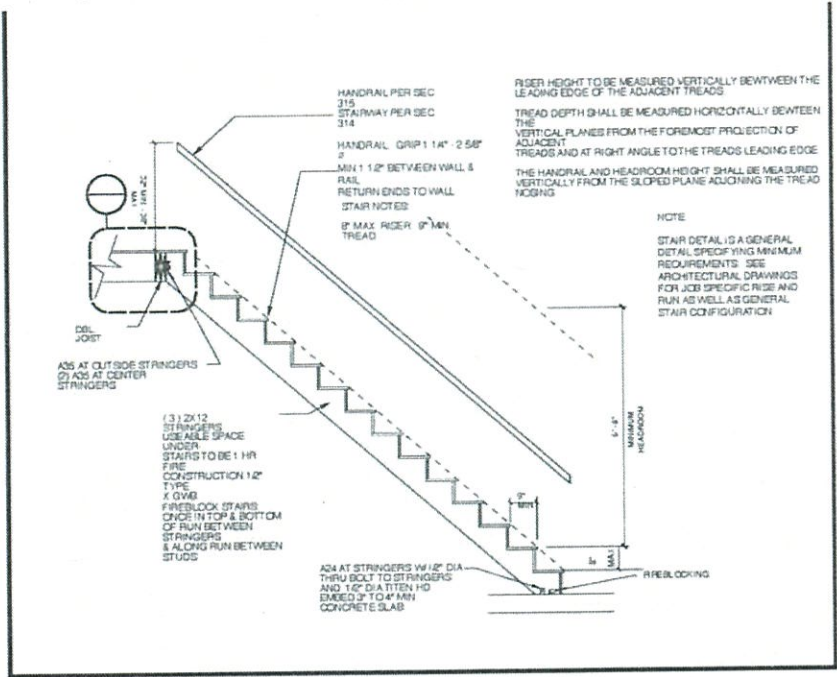 HANDRAIL PER SEC
315
STAIRWAY PER SEC
314
HANDRAIL GRIP 1 1/4" - 2 5/8"
Ø
MIN 1 1/2" BETWEEN WALL &
RAIL
RETURN ENDS TO WALL
STAIR NOTES:
8" MAX RISER 9" MIN
TREAD
RISER HEIGHT TO BE MEASURED VERTICALLY BEWTWEEN THE
LEADING EDGE OF THE ADJACENT TREADS
TREAD DEPTH SHALL BE MEASURED HORIZONTALLY BEWTEEN
THE
VERTICAL PLANES FROM THE FOREMOST PROJECTION OF
ADJACENT
TREADS AND AT RIGHT ANGLE TO THE TREADS LEADING EDGE
THE HANDRAIL AND HEADROOM HEIGHT SHALL BE MEASURED
VERTICALLY FROM THE SLOPED PLANE ADJOINING THE TREAD
NOSING
NOTE
STAIR DETAIL IS A GENERAL
DETAIL SPECIFYING MINIMUM
REQUIREMENTS. SEE
ARCHITECTURAL DRAWINGS
FOR JOB SPECIFIC RISE AND
RUN AS WELL AS GENERAL
STAIR CONFIGURATION
MAX
DBL
JOIST
A35 AT OUTSIDE STRINGERS
(2) A35 AT CENTER
STRINGERS
(3) 2X12
STRINGERS
USEABLE SPACE
UNDER
STAIRS TO BE 1 HR
FIRE
CONSTRUCTION 1/2"
TYPE
X GWB
FIREBLOCK STAIRS
ONCE IN TOP & BOTTOM
OF RUN BETWEEN
STRINGERS
& ALONG RUN BETWEEN
STUDS
6'-8"
MINIMUM
HEADROOM
9"
MIN
8"
MAX
A24 AT STRINGERS W/ 1/2" DIA
THRU BOLT TO STRINGERS
AND 1/2" DIA TITEN HD
EMBED 3" TO 4" MIN
CONCRETE SLAB
FIREBLOCKING